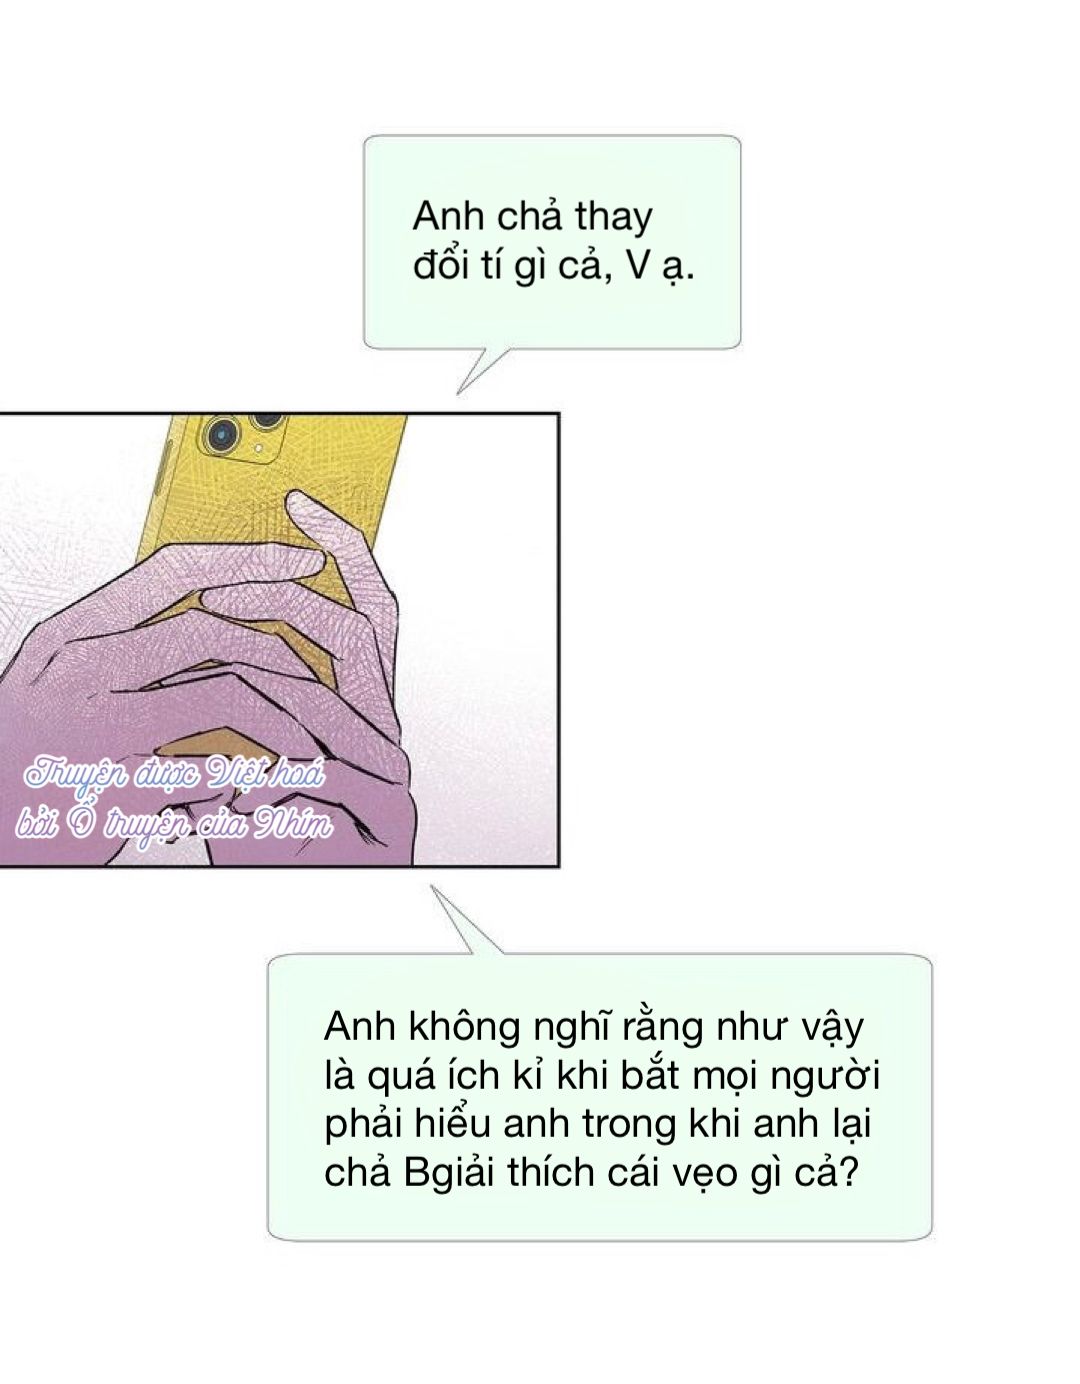 Anh chả thay
đổi tí gì cả, V ạ.
Truyện được Việt hoá
bởi Ổ truyện của Nhím
Anh không nghĩ rằng như vậy
là quá ích kỉ khi bắt mọi người
phải hiểu anh trong khi anh lại
chả Bgiải thích cái vẹo gì cả?